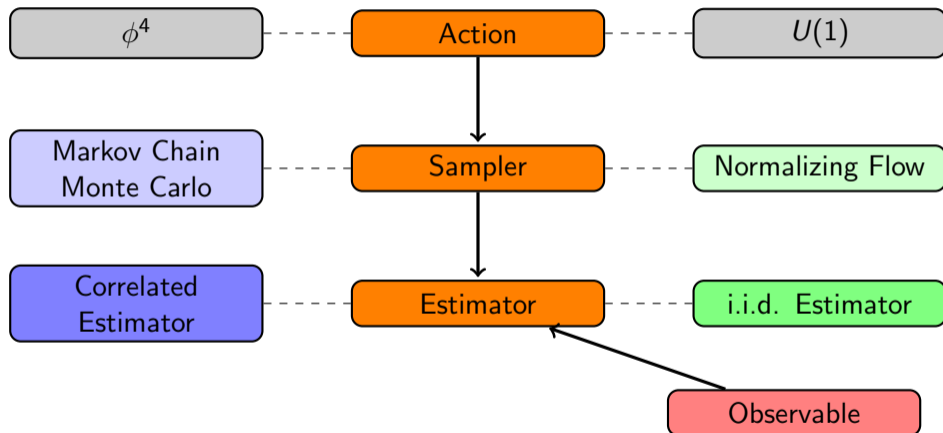 ϕ⁴
Action
U(1)
Markov Chain
Monte Carlo
Sampler
Normalizing Flow
Correlated
Estimator
Estimator
i.i.d. Estimator
Observable